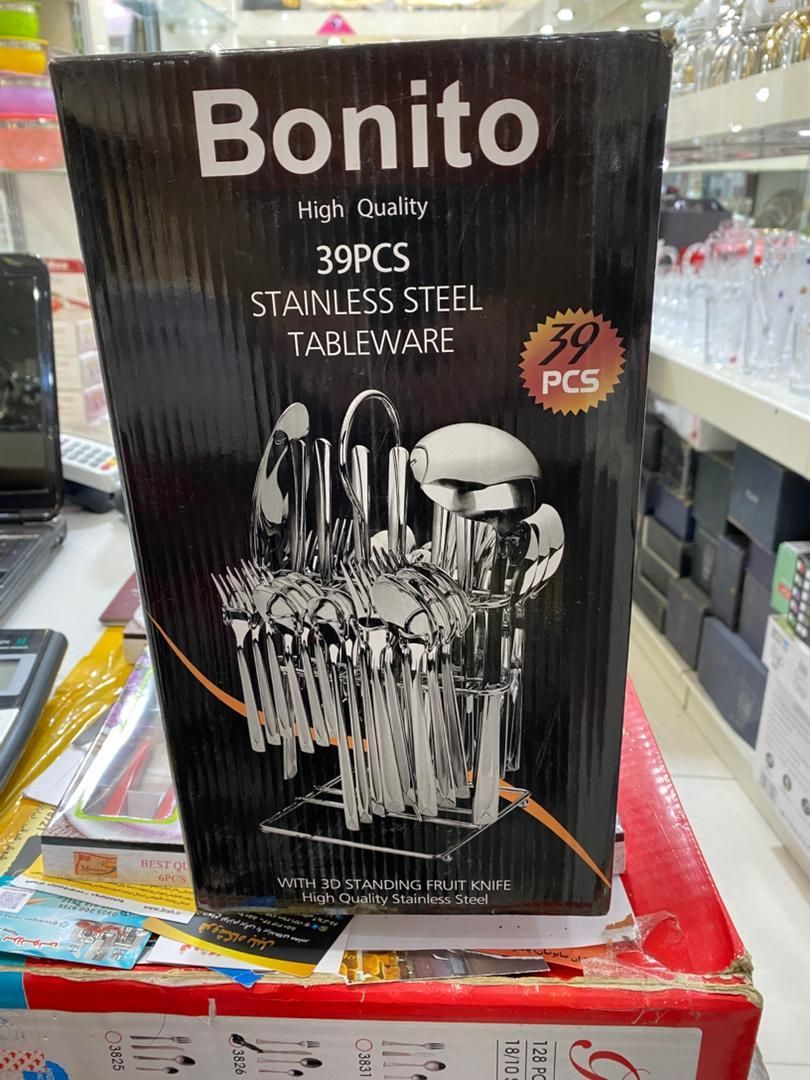 Bonito
High Quality
39PCS
STAINLESS STEEL
TABLEWARE
39
PCS
WITH 3D STANDING FRUIT KNIFE
High Quality Stainless Steel
BEST QU
6PCS
3825
3826
3831
128 PC
18/10 S